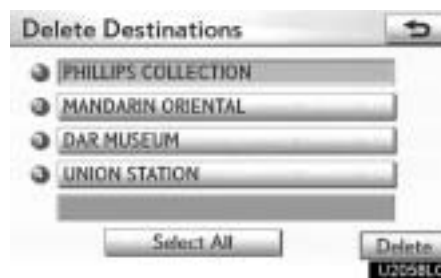 Delete Destinations
PHILLIPS COLLECTION
MANDARIN ORIENTAL
DAR MUSEUM
UNION STATION
Select All
Delete
U2058LC